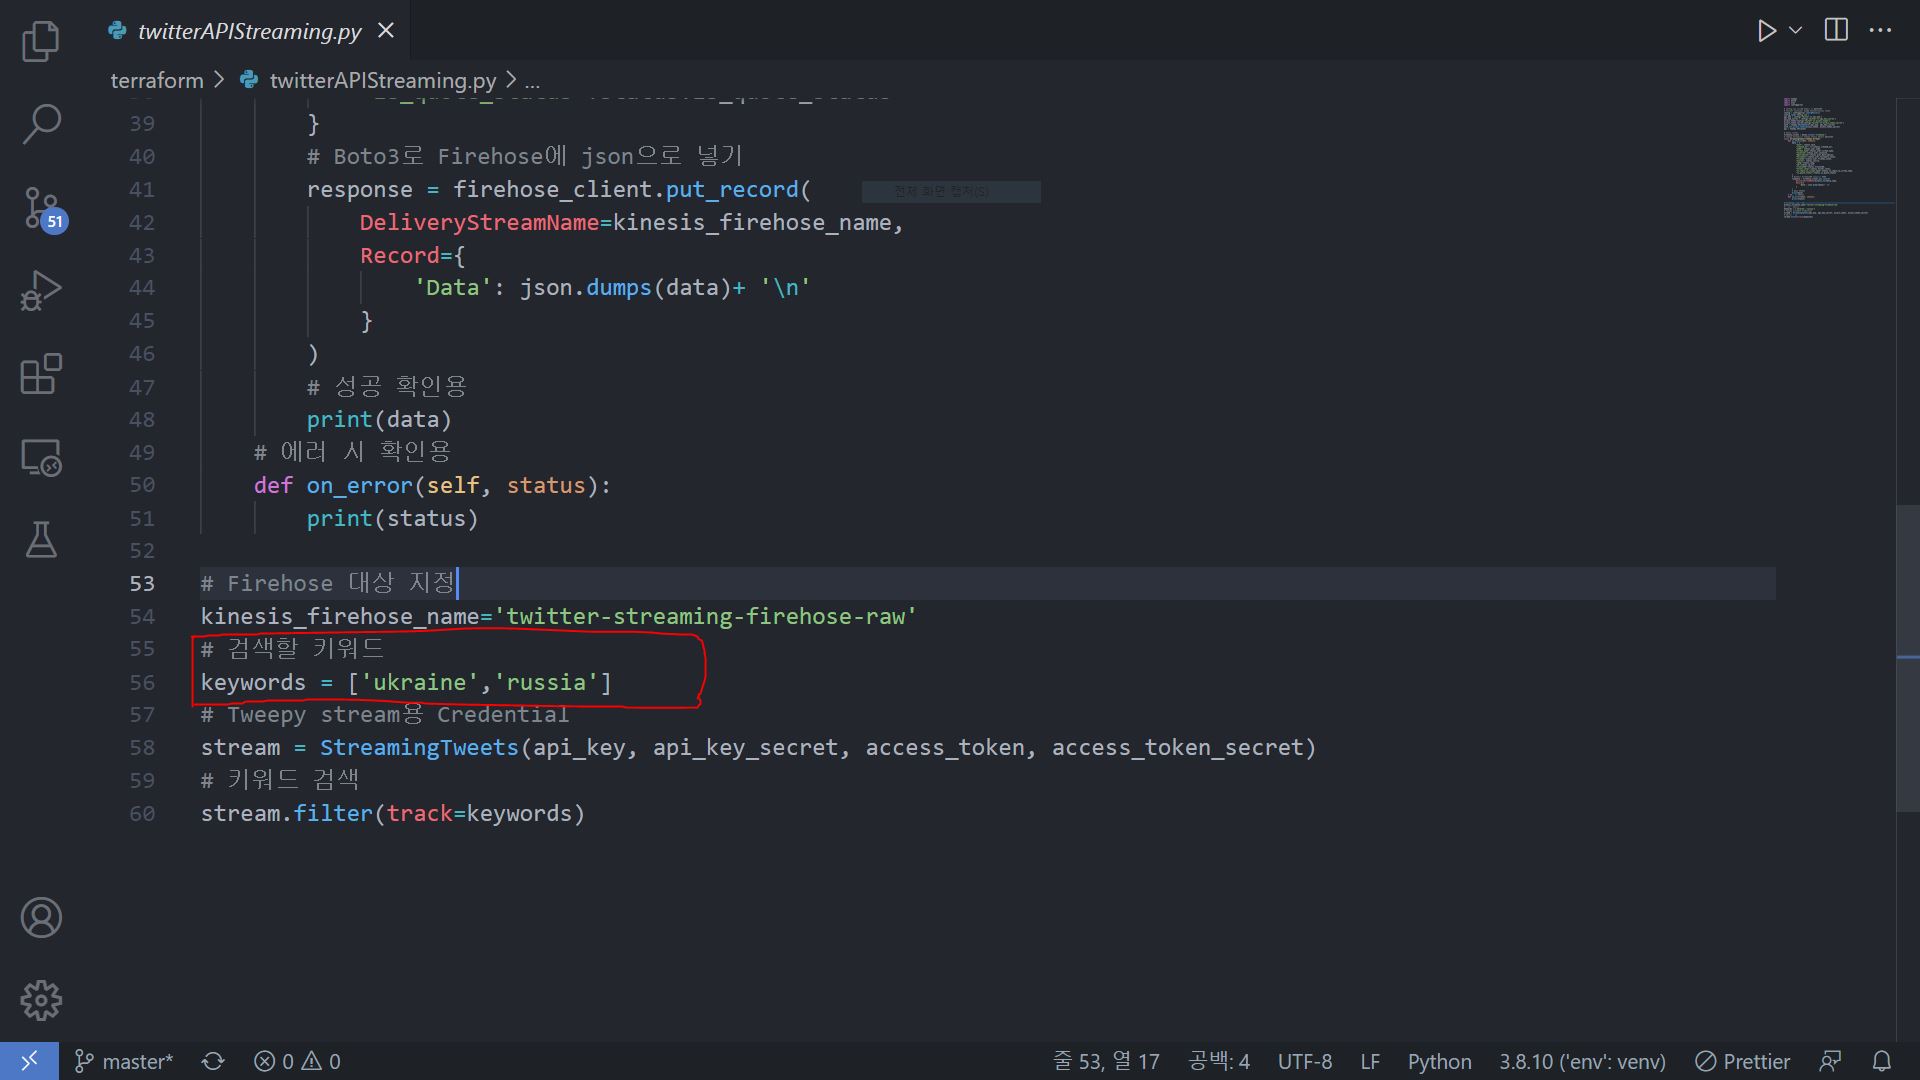 twitterAPIStreaming.py
terraform > twitterAPIStreaming.py > ...
39 }
40 # Boto3로 Firehose에 json으로 넣기
41 response = firehose_client.put_record(
전체 화면 캡처(S)
42 DeliveryStreamName=kinesis_firehose_name,
43 Record={
44 'Data': json.dumps(data)+ '\n'
45 }
46 )
47 # 성공 확인용
48 print(data)
49 # 에러 시 확인용
50 def on_error(self, status):
51 print(status)
52
53 # Firehose 대상 지정
54 kinesis_firehose_name='twitter-streaming-firehose-raw'
55 # 검색할 키워드
56 keywords = ['ukraine','russia']
57 # Tweepy stream용 Credential
58 stream = StreamingTweets(api_key, api_key_secret, access_token, access_token_secret)
59 # 키워드 검색
60 stream.filter(track=keywords)
51
master* 0 0 줄 53, 열 17 공백: 4 UTF-8 LF Python 3.8.10 ('env': venv) Prettier